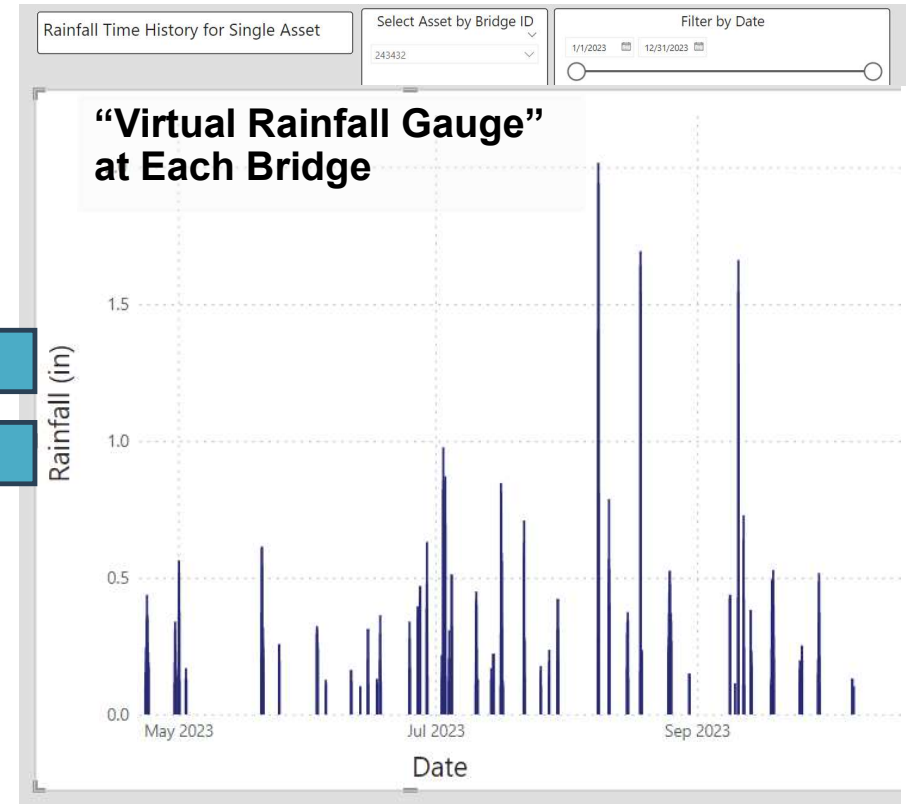 Rainfall Time History for Single Asset
Select Asset by Bridge ID
243432
Filter by Date
1/1/2023
12/31/2023
“Virtual Rainfall Gauge”
at Each Bridge
1.5
1.0
0.5
0.0
Rainfall (in)
May 2023
Jul 2023
Sep 2023
Date